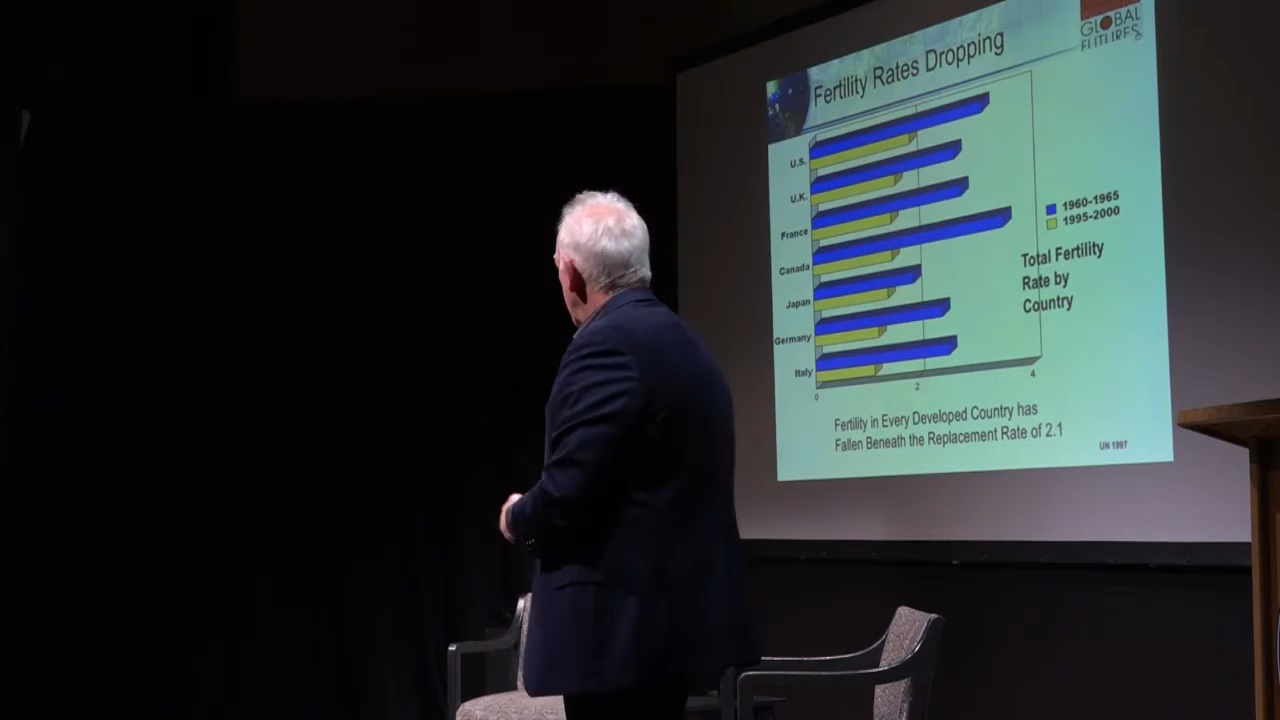 GLOBAL
FUTURES
Fertility Rates Dropping
U.S.
U.K.
France
Canada
Japan
Germany
Italy
0
2
4
1960-1965
1995-2000
Total Fertility
Rate by
Country
Fertility in Every Developed Country has
Fallen Beneath the Replacement Rate of 2.1
UN 1997